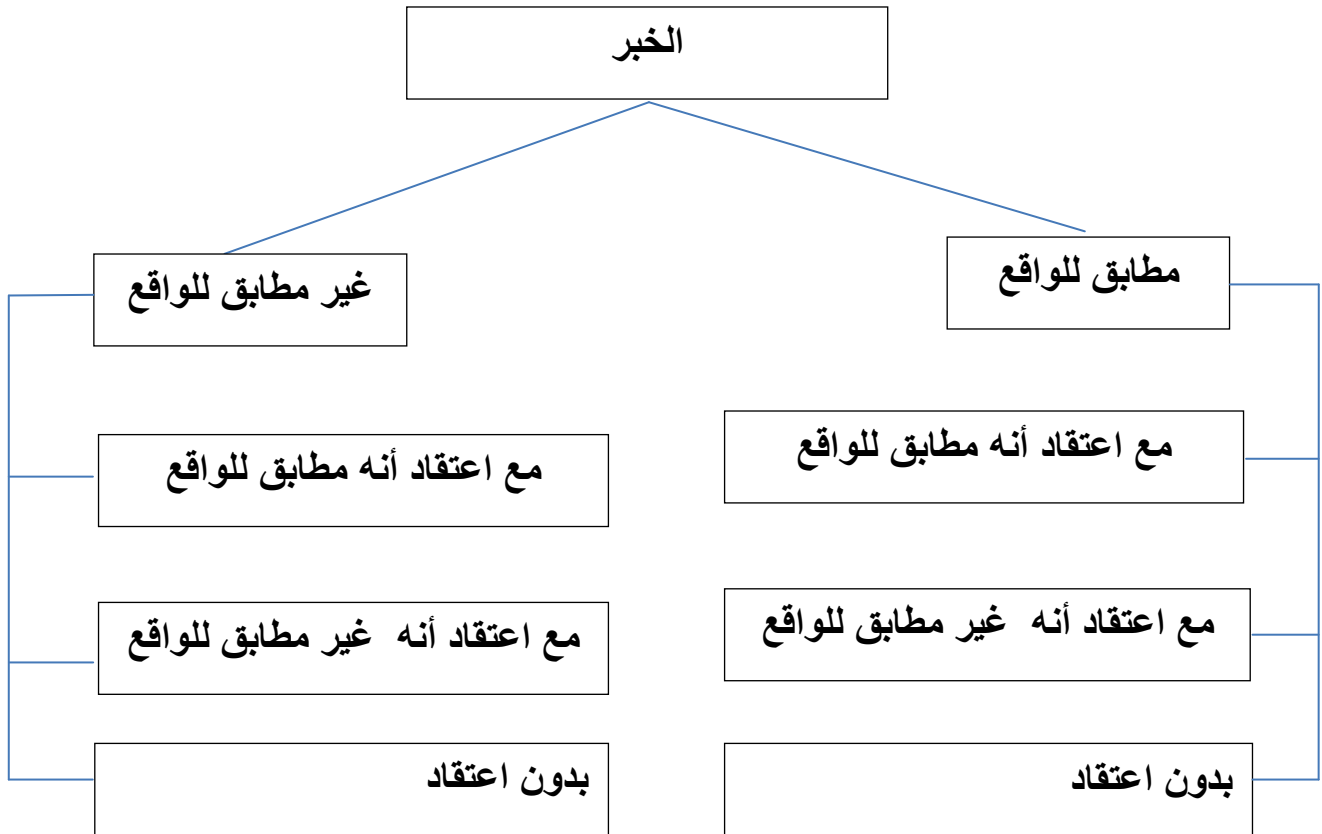 الخبر
مطابق للواقع
غير مطابق للواقع
مع اعتقاد أنه مطابق للواقع
مع اعتقاد أنه مطابق للواقع
مع اعتقاد أنه غير مطابق للواقع
مع اعتقاد أنه غير مطابق للواقع
بدون اعتقاد
بدون اعتقاد